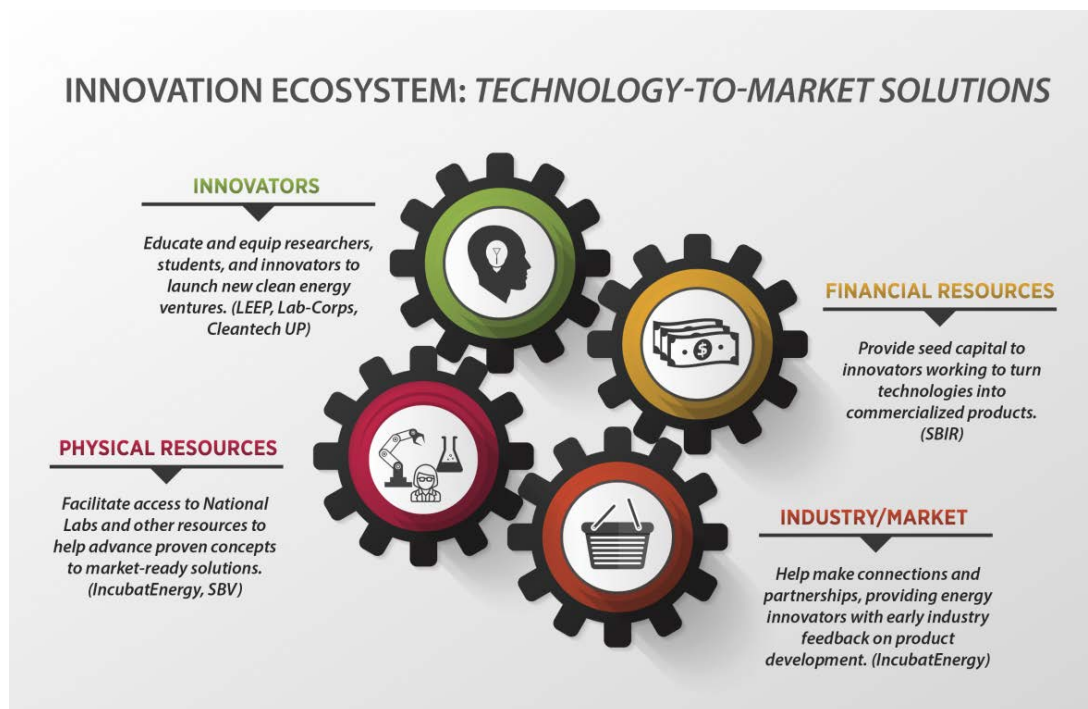 INNOVATION ECOSYSTEM: TECHNOLOGY-TO-MARKET SOLUTIONS
INNOVATORS
Educate and equip researchers,
students, and innovators to
launch new clean energy
ventures. (LEEP, Lab-Corps,
Cleantech UP)
FINANCIAL RESOURCES
Provide seed capital to
innovators working to turn
technologies into
commercialized products.
(SBIR)
PHYSICAL RESOURCES
Facilitate access to National
Labs and other resources to
help advance proven concepts
to market-ready solutions.
(IncubatEnergy, SBV)
INDUSTRY/MARKET
Help make connections and
partnerships, providing energy
innovators with early industry
feedback on product
development. (IncubatEnergy)
$